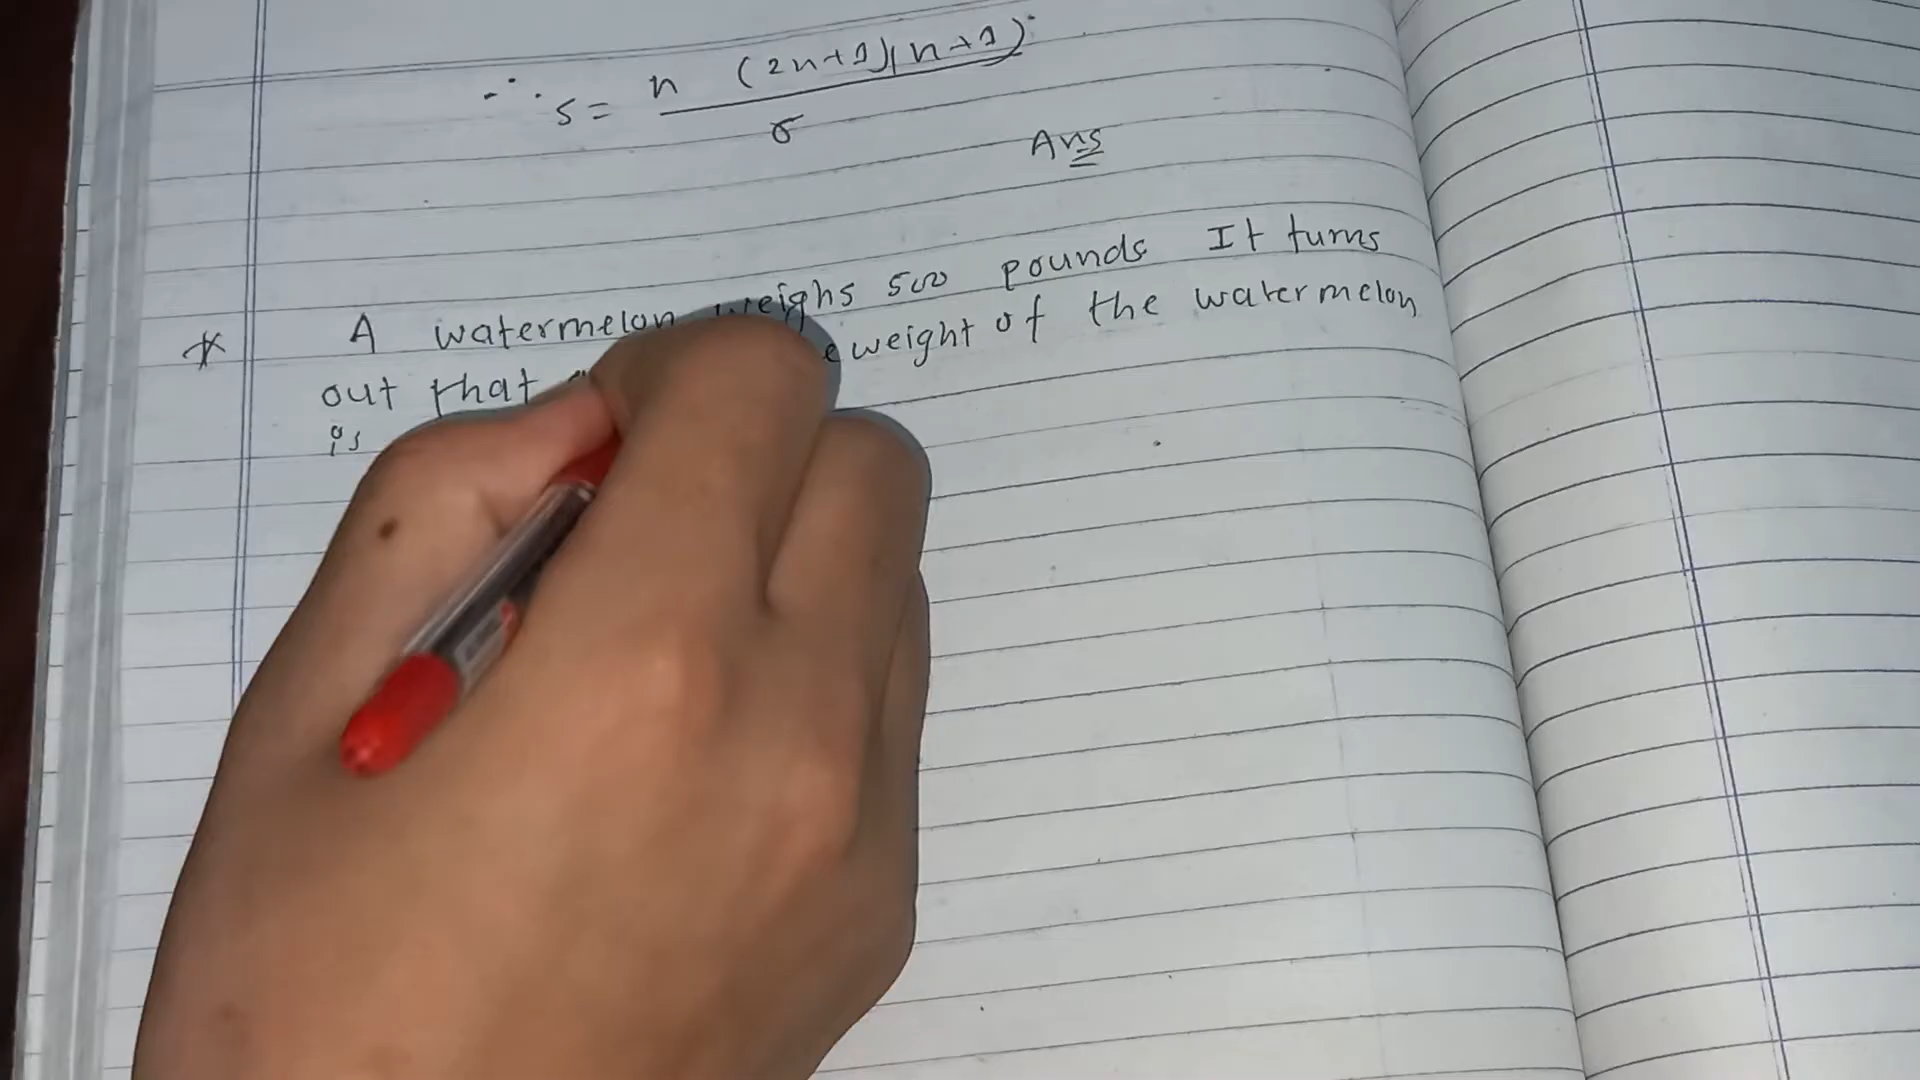 ∴ s = n (2n+1)(n+1) / 6
Ans
* A watermelon weighs 500 pounds It turns
out that weight of the watermelon
is